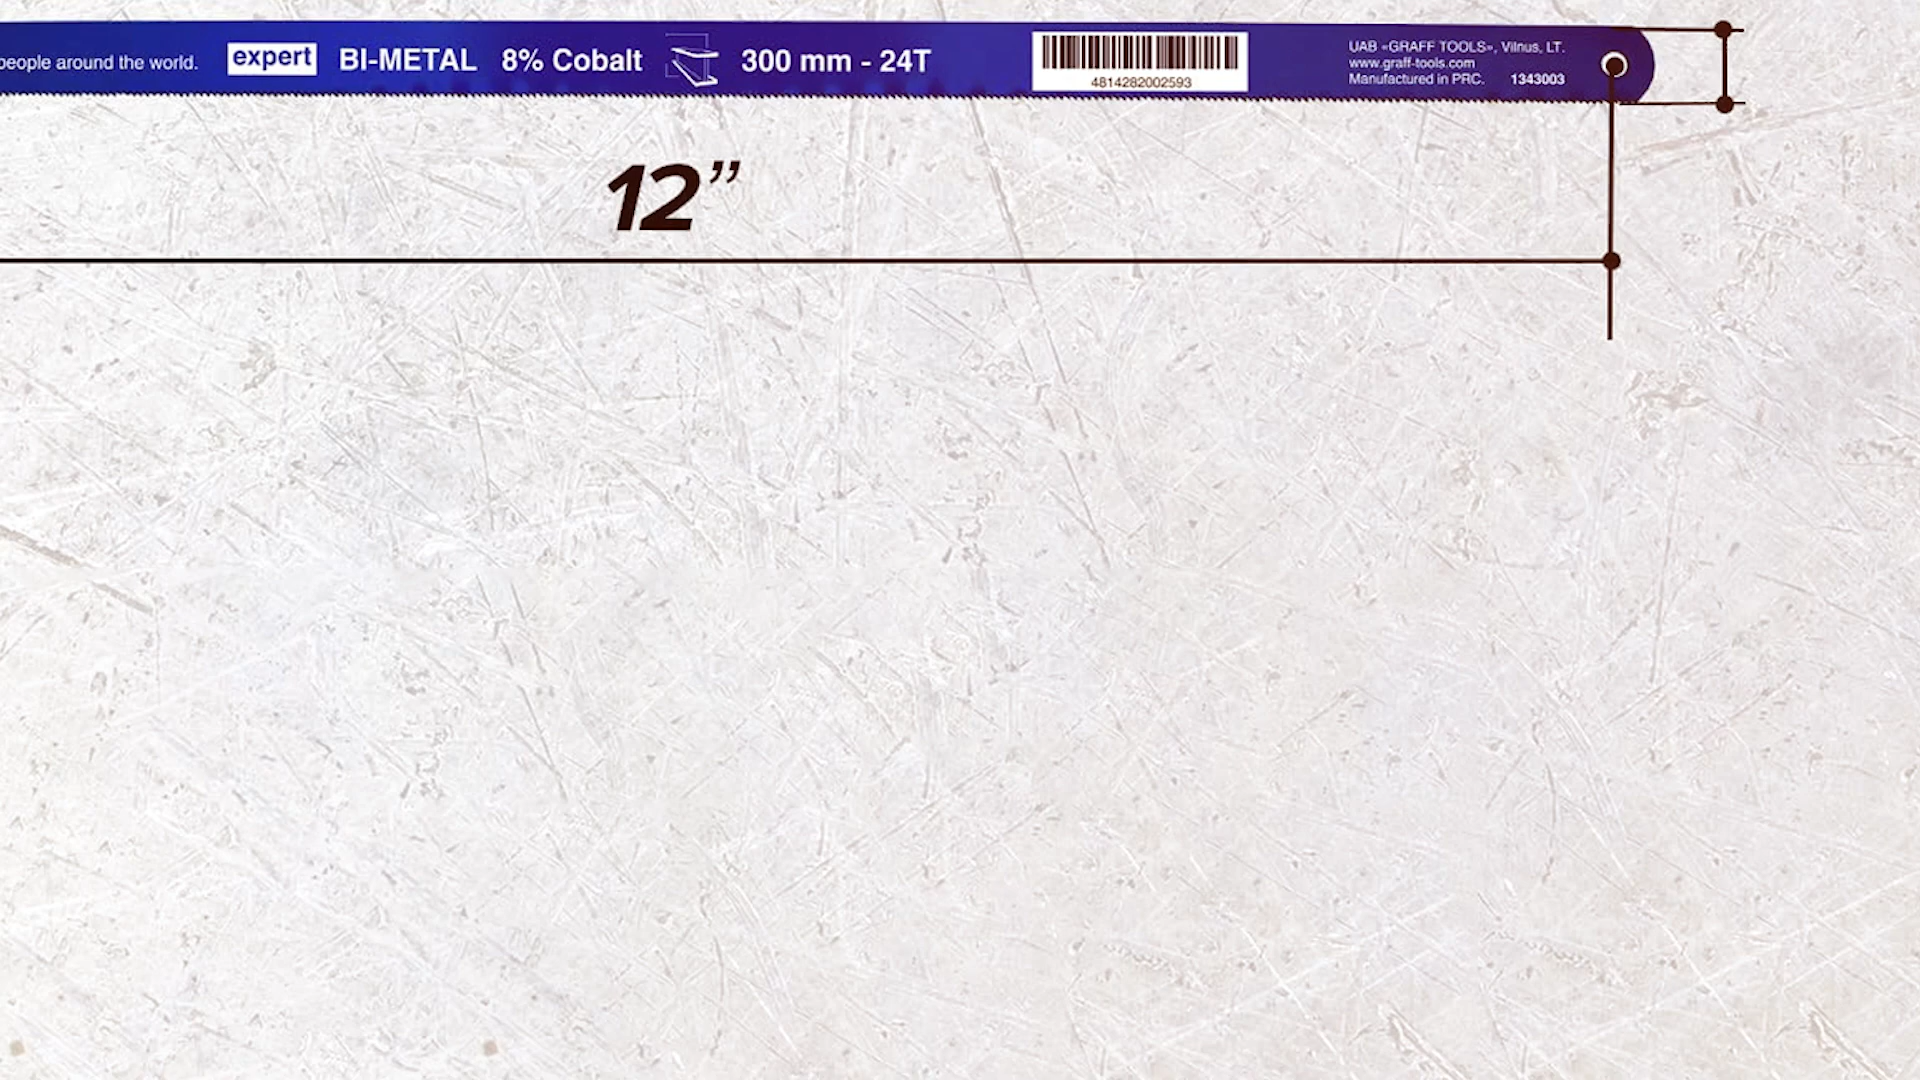 people around the world. expert BI-METAL 8% Cobalt 300 mm - 24T
4814282002593
UAB «GRAFF TOOLS», Vilnus, LT.
www.graff-tools.com
Manufactured in PRC. 1343003
12”